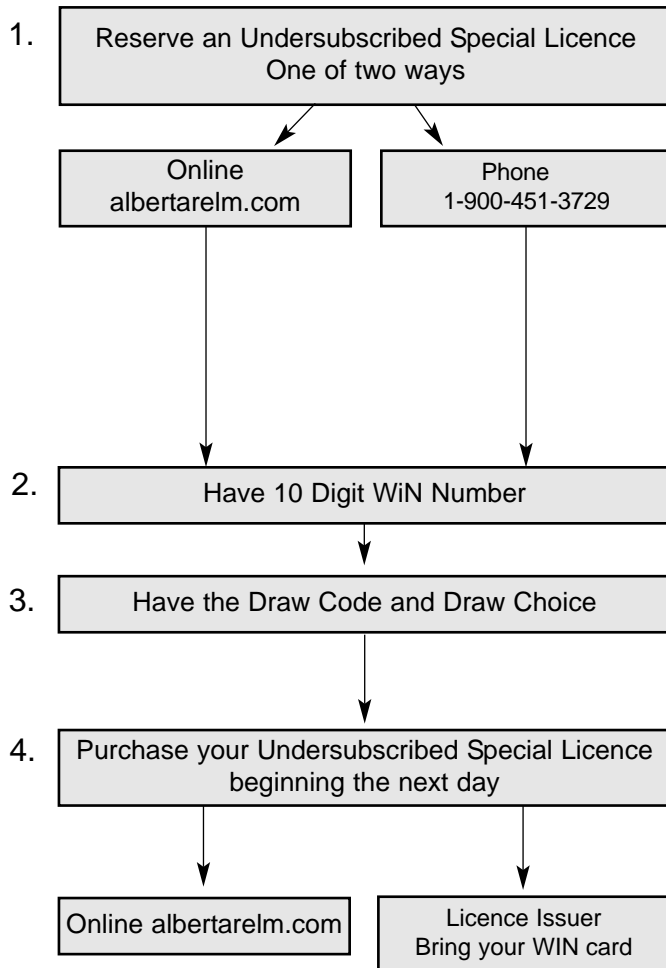 1.
Reserve an Undersubscribed Special Licence
One of two ways
Online
albertarelm.com
Phone
1-900-451-3729
2.
Have 10 Digit WiN Number
3.
Have the Draw Code and Draw Choice
4.
Purchase your Undersubscribed Special Licence
beginning the next day
Online albertarelm.com
Licence Issuer
Bring your WIN card